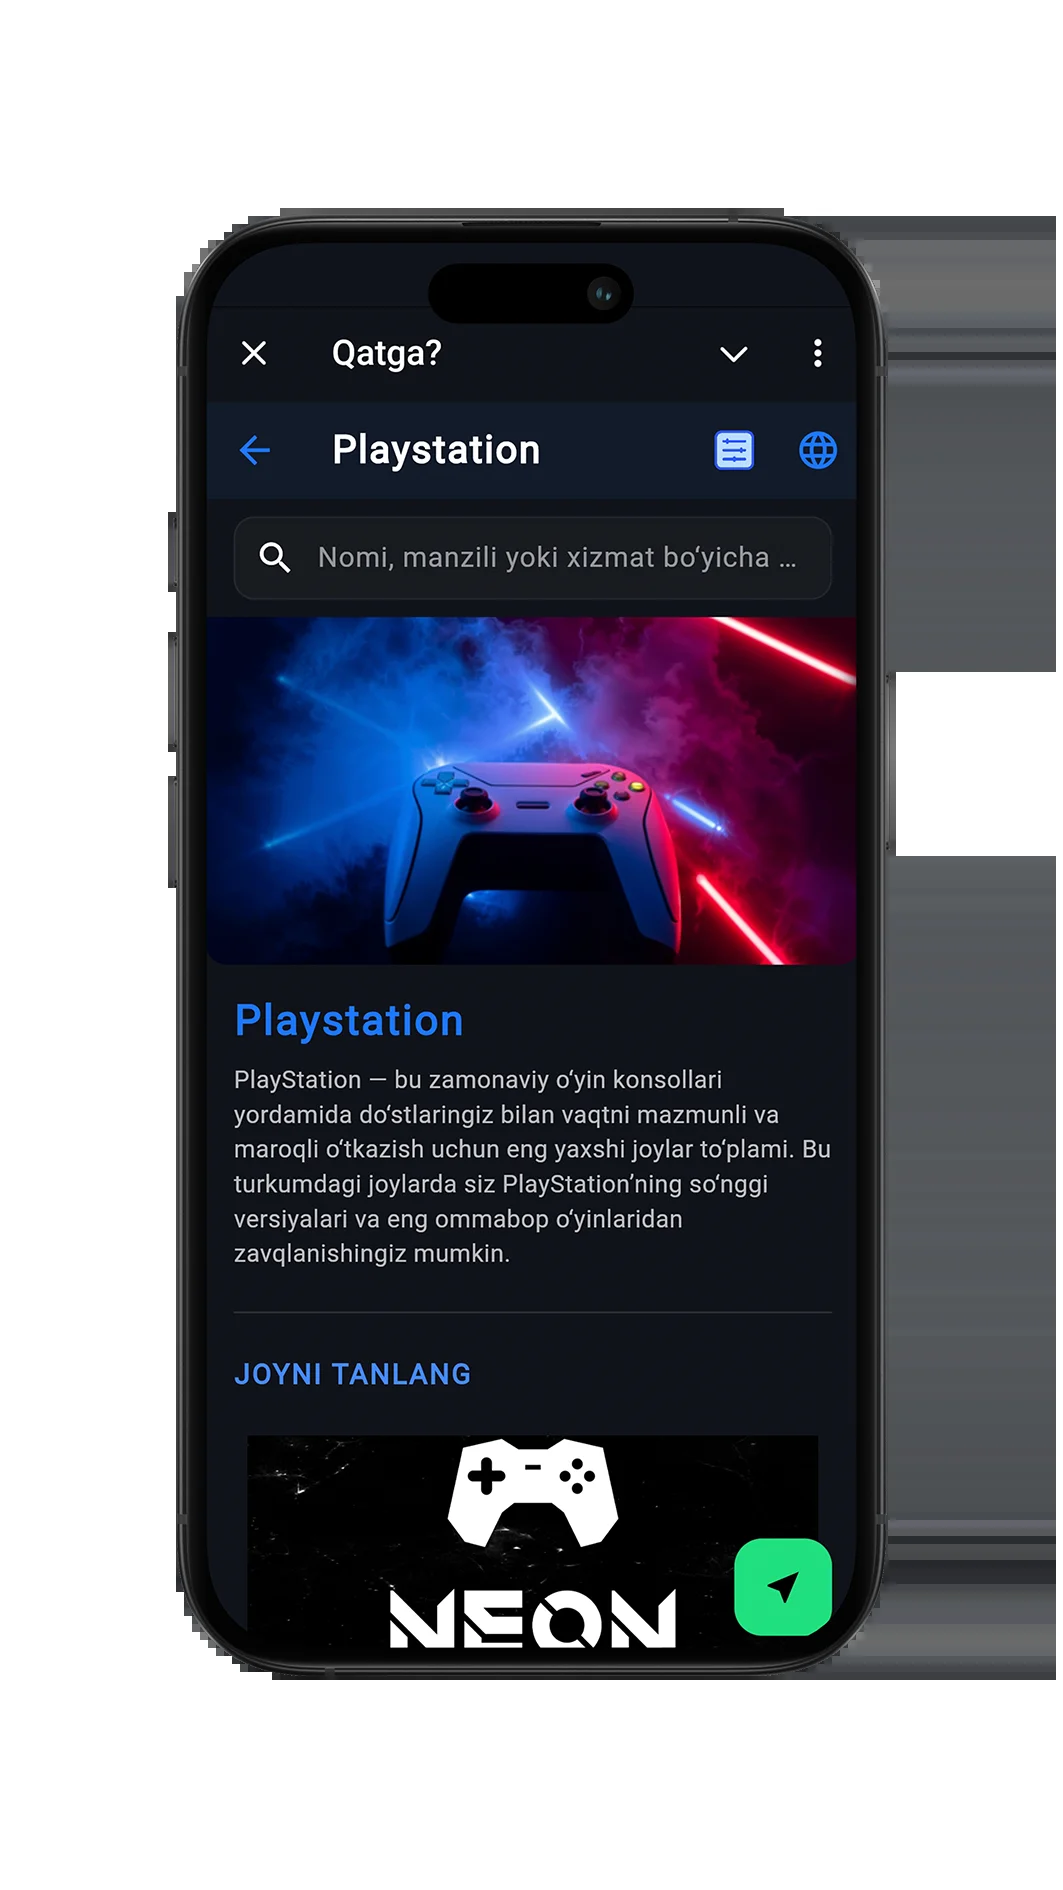 Qatga?
Playstation
Nomi, manzili yoki xizmat bo‘yicha ...
Playstation
PlayStation — bu zamonaviy o‘yin konsollari
yordamida do‘stlaringiz bilan vaqtni mazmunli va
maroqli o‘tkazish uchun eng yaxshi joylar to‘plami. Bu
turkumdagi joylarda siz PlayStation’ning so‘nggi
versiyalari va eng ommabop o‘yinlaridan
zavqlanishingiz mumkin.
JOYNI TANLANG
NEON